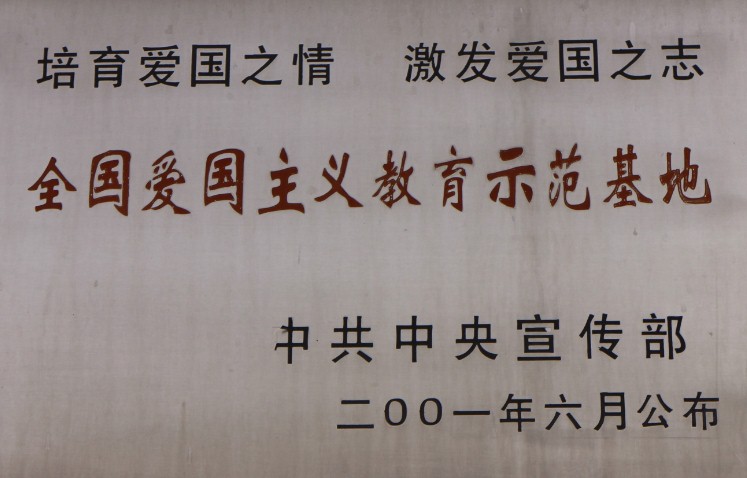 培育爱国之情 激发爱国之志
全国爱国主义教育示范基地
中共中央宣传部
二00一年六月公布